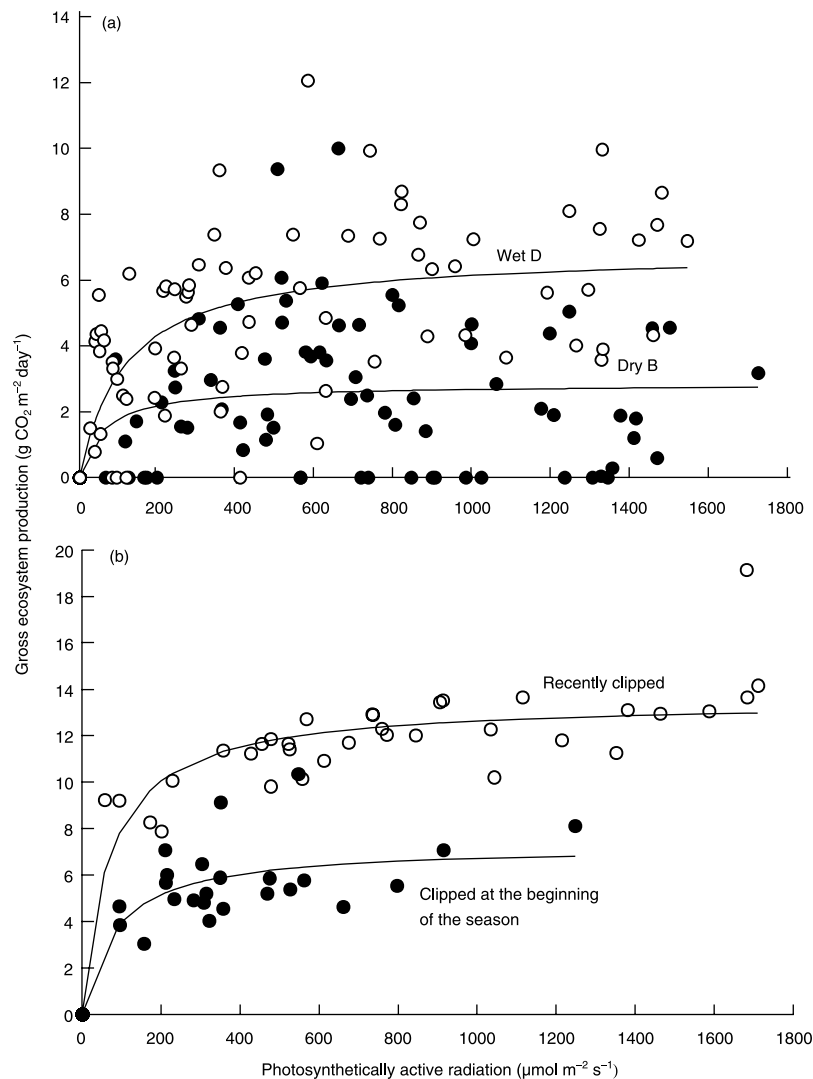 (a)
14
12
10
8
6
4
2
0
Wet D
Dry B
0 200 400 600 800 1000 1200 1400 1600 1800
Gross ecosystem production (g CO₂ m⁻² day⁻¹)
(b)
20
18
16
14
12
10
8
6
4
2
0
Recently clipped
Clipped at the beginning
of the season
0 200 400 600 800 1000 1200 1400 1600 1800
Photosynthetically active radiation (µmol m⁻² s⁻¹)